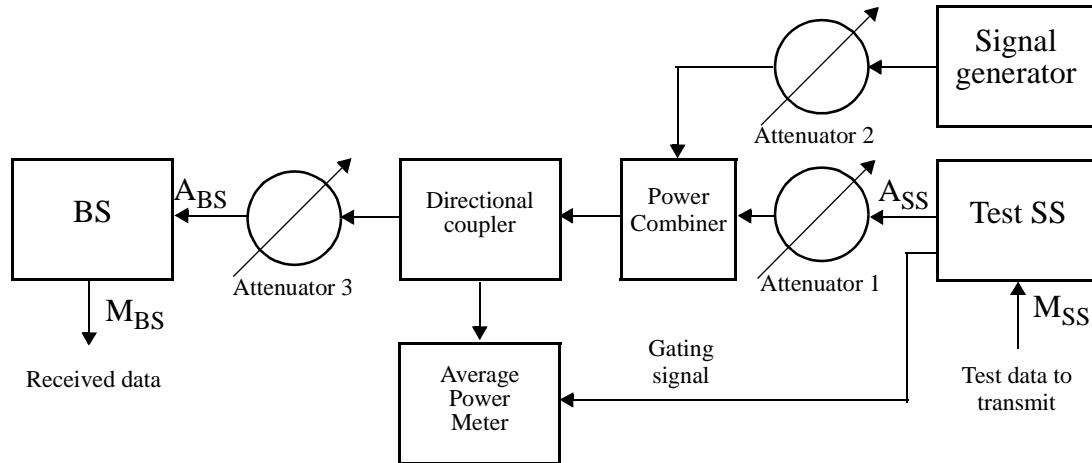 Signal
generator
Attenuator 2
BS
A_BS
Attenuator 3
Directional
coupler
Power
Combiner
A_SS
Attenuator 1
Test SS
M_BS
Received data
Average
Power
Meter
Gating
signal
M_SS
Test data to
transmit